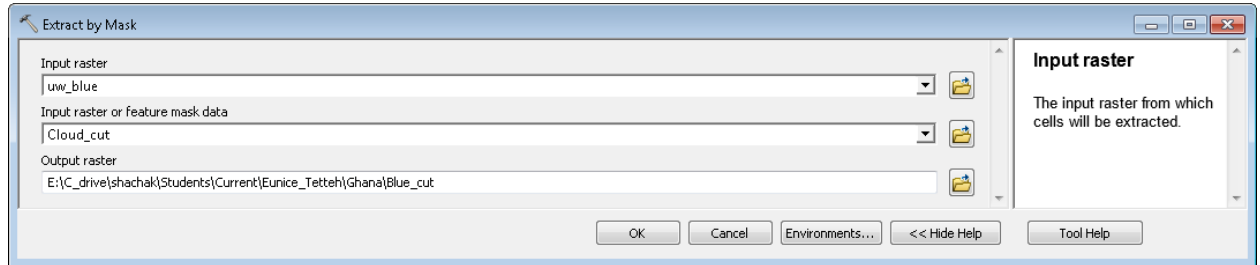 Extract by Mask
Input raster
uw_blue
Input raster or feature mask data
Cloud_cut
Output raster
E:\C_drive\shachak\Students\Current\Eunice_Tetteh\Ghana\Blue_cut
OK Cancel Environments... << Hide Help Tool Help
Input raster
The input raster from which
cells will be extracted.